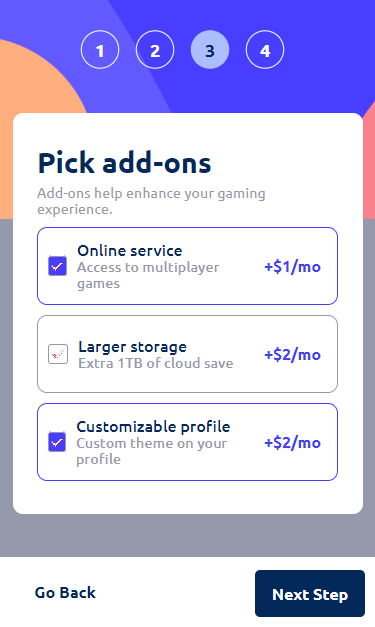 1 2 3 4
Pick add-ons
Add-ons help enhance your gaming
experience.
Online service
Access to multiplayer
games
+$1/mo
Larger storage
Extra 1TB of cloud save
+$2/mo
Customizable profile
Custom theme on your
profile
+$2/mo
Go Back
Next Step